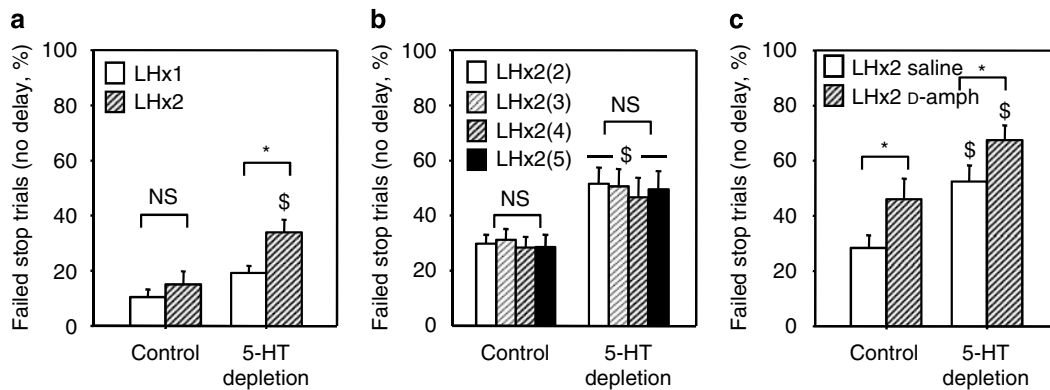 a
Failed stop trials (no delay, %)
100
80
60
40
20
0
LHx1
LHx2
NS
*
$
Control
5-HT
depletion
b
Failed stop trials (no delay, %)
100
80
60
40
20
0
LHx2(2)
LHx2(3)
LHx2(4)
LHx2(5)
NS
NS
$
Control
5-HT
depletion
c
Failed stop trials (no delay, %)
100
80
60
40
20
0
LHx2 saline
LHx2 D-amph
*
*
$
$
Control
5-HT
depletion